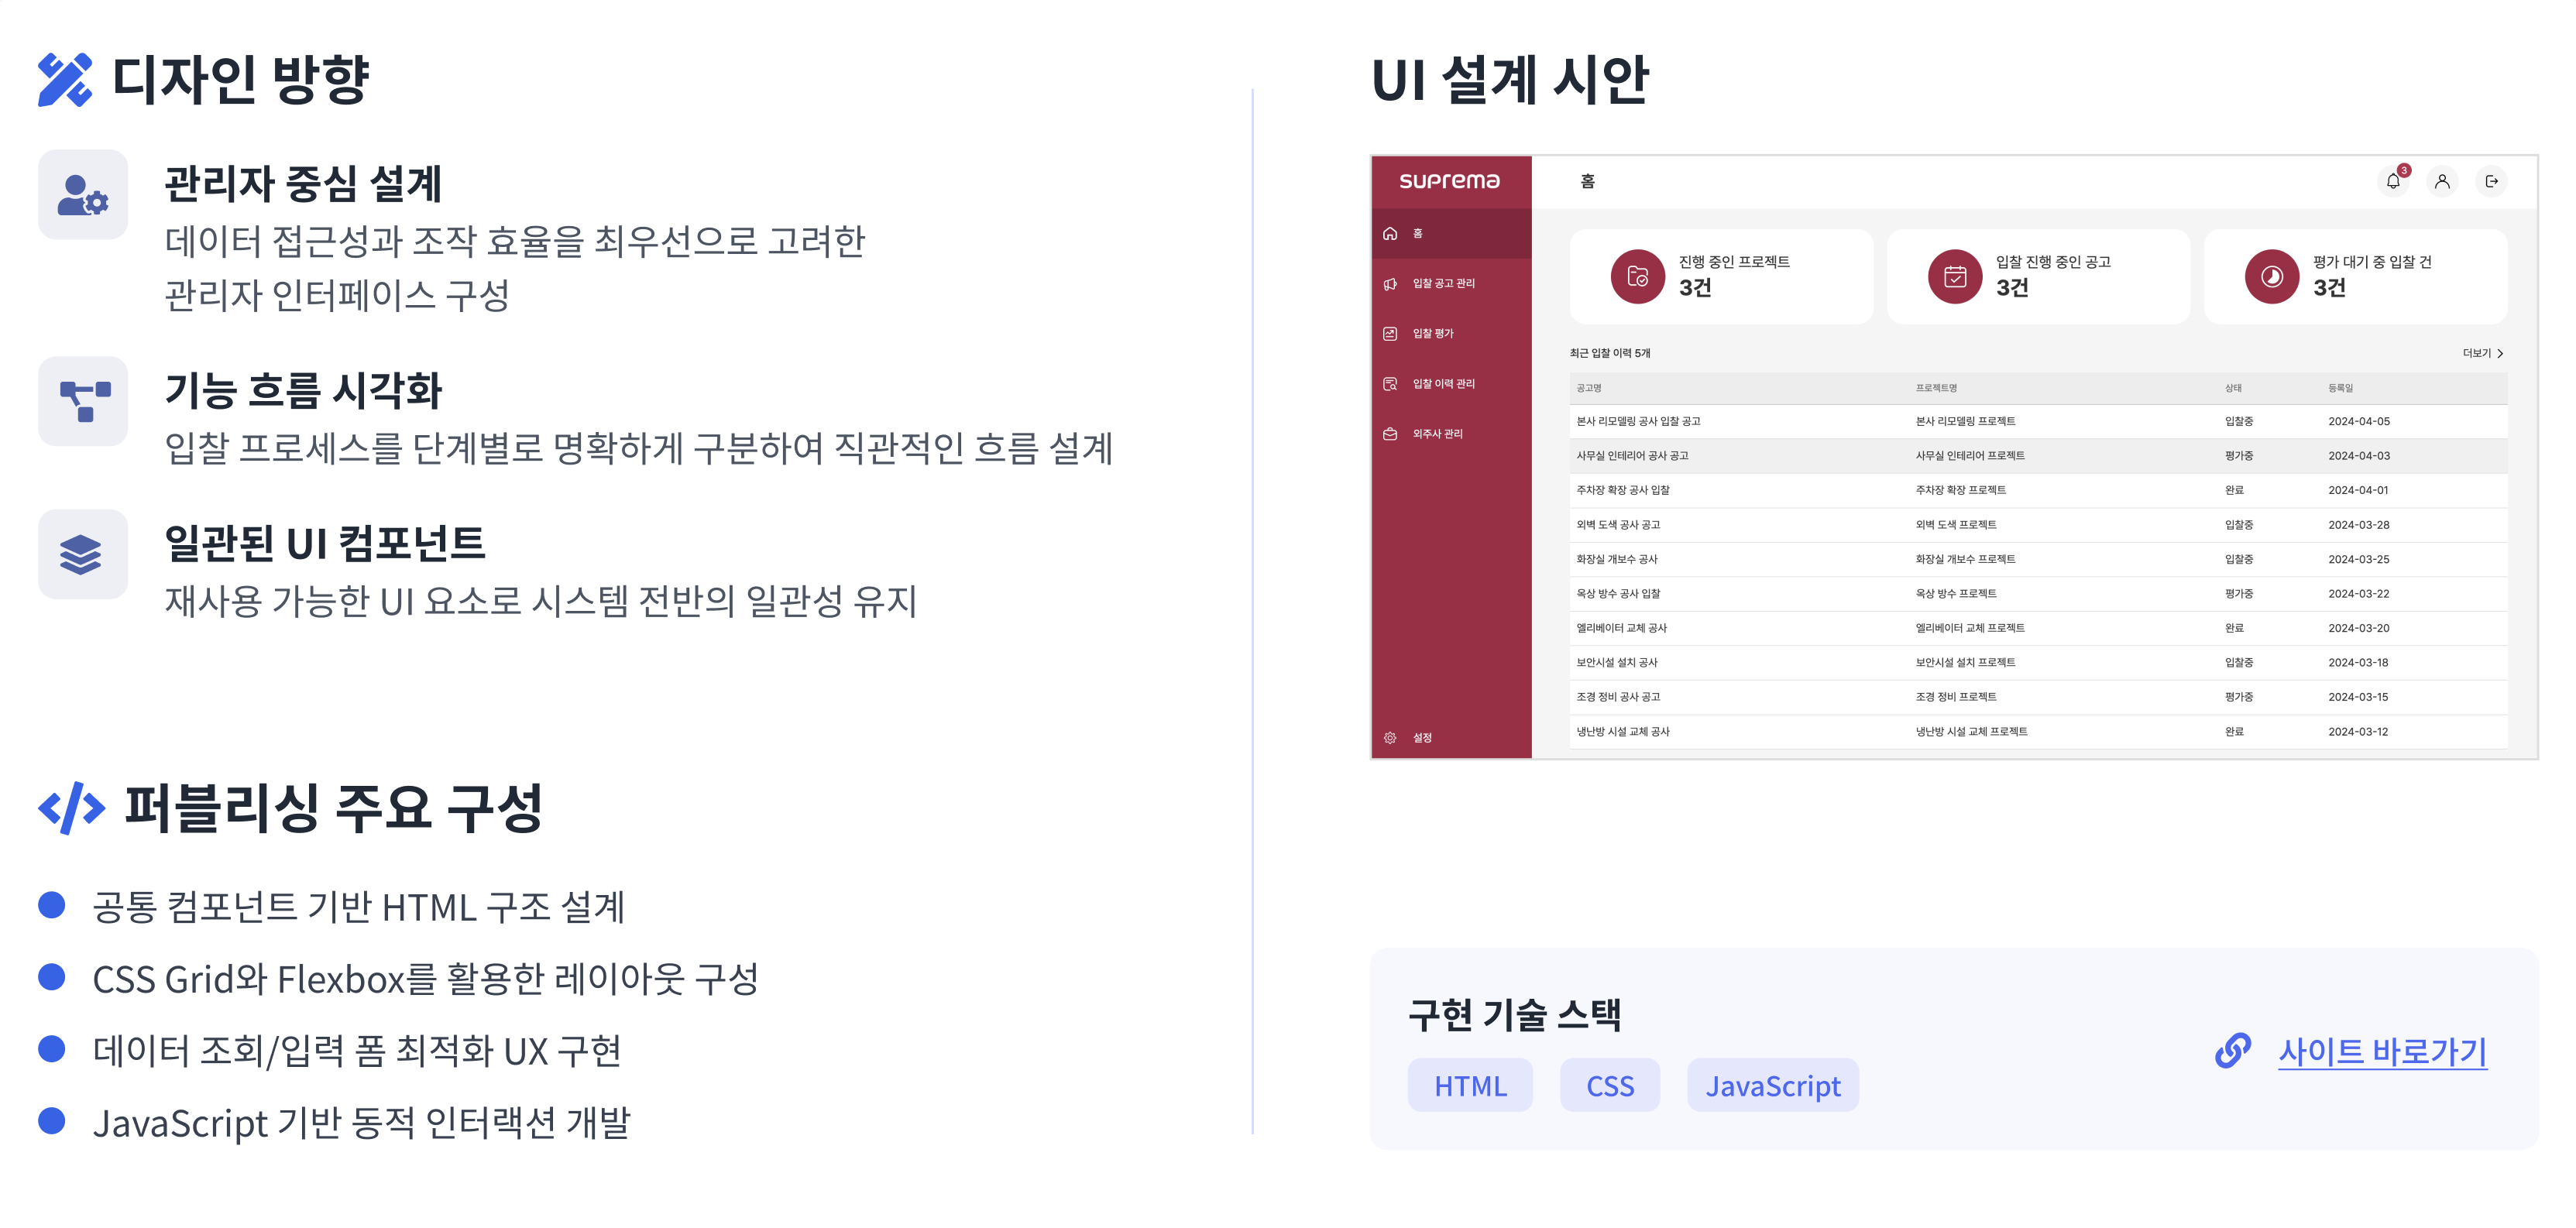 디자인 방향
관리자 중심 설계
데이터 접근성과 조작 효율을 최우선으로 고려한
관리자 인터페이스 구성
기능 흐름 시각화
입찰 프로세스를 단계별로 명확하게 구분하여 직관적인 흐름 설계
일관된 UI 컴포넌트
재사용 가능한 UI 요소로 시스템 전반의 일관성 유지
퍼블리싱 주요 구성
공통 컴포넌트 기반 HTML 구조 설계
CSS Grid와 Flexbox를 활용한 레이아웃 구성
데이터 조회/입력 폼 최적화 UX 구현
JavaScript 기반 동적 인터랙션 개발
UI 설계 시안
suprema
홈
입찰 공고 관리
입찰 평가
입찰 이력 관리
외주사 관리
설정
홈
3
진행 중인 프로젝트
3건
입찰 진행 중인 공고
3건
평가 대기 중 입찰 건
3건
최근 입찰 이력 5개 더보기
공고명 프로젝트명 상태 등록일
본사 리모델링 공사 입찰 공고 본사 리모델링 프로젝트 입찰중 2024-04-05
사무실 인테리어 공사 공고 사무실 인테리어 프로젝트 평가중 2024-04-03
주차장 확장 공사 입찰 주차장 확장 프로젝트 완료 2024-04-01
외벽 도색 공사 공고 외벽 도색 프로젝트 입찰중 2024-03-28
화장실 개보수 공사 화장실 개보수 프로젝트 입찰중 2024-03-25
옥상 방수 공사 입찰 옥상 방수 프로젝트 평가중 2024-03-22
엘리베이터 교체 공사 엘리베이터 교체 프로젝트 완료 2024-03-20
보안시설 설치 공사 보안시설 설치 프로젝트 입찰중 2024-03-18
조경 정비 공사 공고 조경 정비 프로젝트 평가중 2024-03-15
냉난방 시설 교체 공사 냉난방 시설 교체 프로젝트 완료 2024-03-12
구현 기술 스택
HTML CSS JavaScript
사이트 바로가기